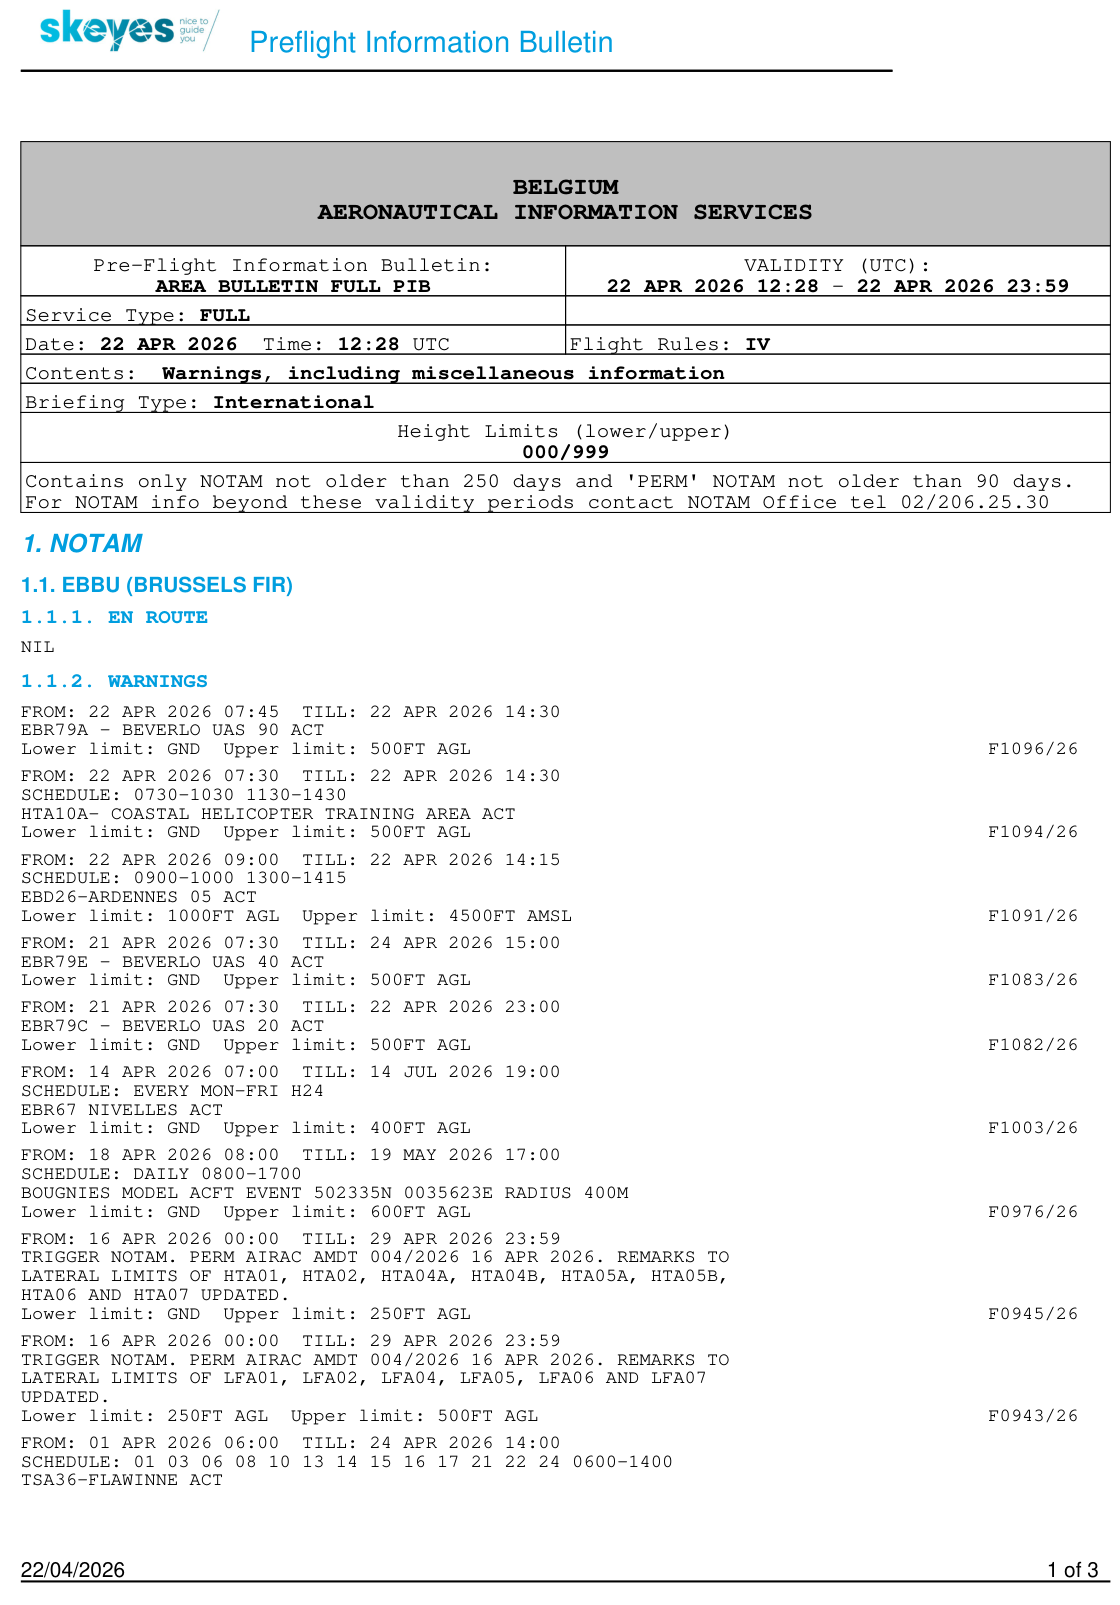 skeyes nice to guide you
Preflight Information Bulletin
BELGIUM
AERONAUTICAL INFORMATION SERVICES
Pre-Flight Information Bulletin:
AREA BULLETIN FULL PIB
VALIDITY (UTC):
22 APR 2026 12:28 - 22 APR 2026 23:59
Service Type: FULL
Date: 22 APR 2026  Time: 12:28 UTC
Flight Rules: IV
Contents:  Warnings, including miscellaneous information
Briefing Type: International
Height Limits (lower/upper)
000/999
Contains only NOTAM not older than 250 days and 'PERM' NOTAM not older than 90 days.
For NOTAM info beyond these validity periods contact NOTAM Office tel 02/206.25.30
1. NOTAM
1.1. EBBU (BRUSSELS FIR)
1.1.1. EN ROUTE
NIL
1.1.2. WARNINGS
FROM: 22 APR 2026 07:45  TILL: 22 APR 2026 14:30
EBR79A - BEVERLO UAS 90 ACT
Lower limit: GND  Upper limit: 500FT AGL F1096/26
FROM: 22 APR 2026 07:30  TILL: 22 APR 2026 14:30
SCHEDULE: 0730-1030 1130-1430
HTA10A- COASTAL HELICOPTER TRAINING AREA ACT
Lower limit: GND  Upper limit: 500FT AGL F1094/26
FROM: 22 APR 2026 09:00  TILL: 22 APR 2026 14:15
SCHEDULE: 0900-1000 1300-1415
EBD26-ARDENNES 05 ACT
Lower limit: 1000FT AGL  Upper limit: 4500FT AMSL F1091/26
FROM: 21 APR 2026 07:30  TILL: 24 APR 2026 15:00
EBR79E - BEVERLO UAS 40 ACT
Lower limit: GND  Upper limit: 500FT AGL F1083/26
FROM: 21 APR 2026 07:30  TILL: 22 APR 2026 23:00
EBR79C - BEVERLO UAS 20 ACT
Lower limit: GND  Upper limit: 500FT AGL F1082/26
FROM: 14 APR 2026 07:00  TILL: 14 JUL 2026 19:00
SCHEDULE: EVERY MON-FRI H24
EBR67 NIVELLES ACT
Lower limit: GND  Upper limit: 400FT AGL F1003/26
FROM: 18 APR 2026 08:00  TILL: 19 MAY 2026 17:00
SCHEDULE: DAILY 0800-1700
BOUGNIES MODEL ACFT EVENT 502335N 0035623E RADIUS 400M
Lower limit: GND  Upper limit: 600FT AGL F0976/26
FROM: 16 APR 2026 00:00  TILL: 29 APR 2026 23:59
TRIGGER NOTAM. PERM AIRAC AMDT 004/2026 16 APR 2026. REMARKS TO
LATERAL LIMITS OF HTA01, HTA02, HTA04A, HTA04B, HTA05A, HTA05B,
HTA06 AND HTA07 UPDATED.
Lower limit: GND  Upper limit: 250FT AGL F0945/26
FROM: 16 APR 2026 00:00  TILL: 29 APR 2026 23:59
TRIGGER NOTAM. PERM AIRAC AMDT 004/2026 16 APR 2026. REMARKS TO
LATERAL LIMITS OF LFA01, LFA02, LFA04, LFA05, LFA06 AND LFA07
UPDATED.
Lower limit: 250FT AGL  Upper limit: 500FT AGL F0943/26
FROM: 01 APR 2026 06:00  TILL: 24 APR 2026 14:00
SCHEDULE: 01 03 06 08 10 13 14 15 16 17 21 22 24 0600-1400
TSA36-FLAWINNE ACT
22/04/2026 1 of 3